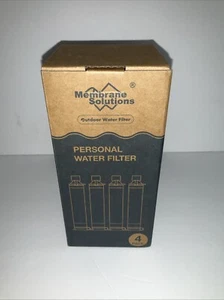 Membrane
Solutions®
Outdoor Water Filter
PERSONAL
WATER FILTER
4